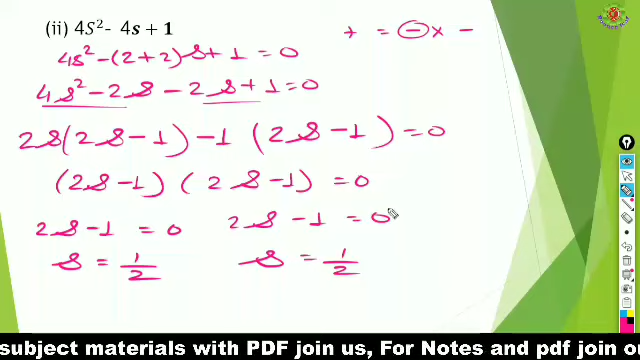 (ii) 4S² - 4s + 1
+ = - x -
4s² - (2+2)s + 1 = 0
4s² - 2s - 2s + 1 = 0
2s(2s - 1) - 1 (2s - 1) = 0
(2s - 1) (2s - 1) = 0
2s - 1 = 0 2s - 1 = 0
s = 1/2 s = 1/2
subject materials with PDF join us, For Notes and pdf join o